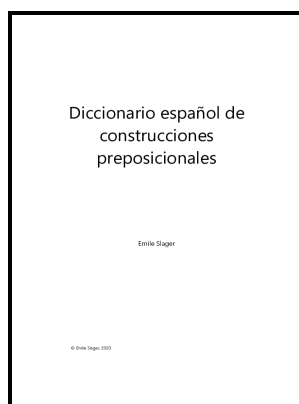 Diccionario español de
construcciones
preposicionales
Emile Slager
© Emile Slager, 2020